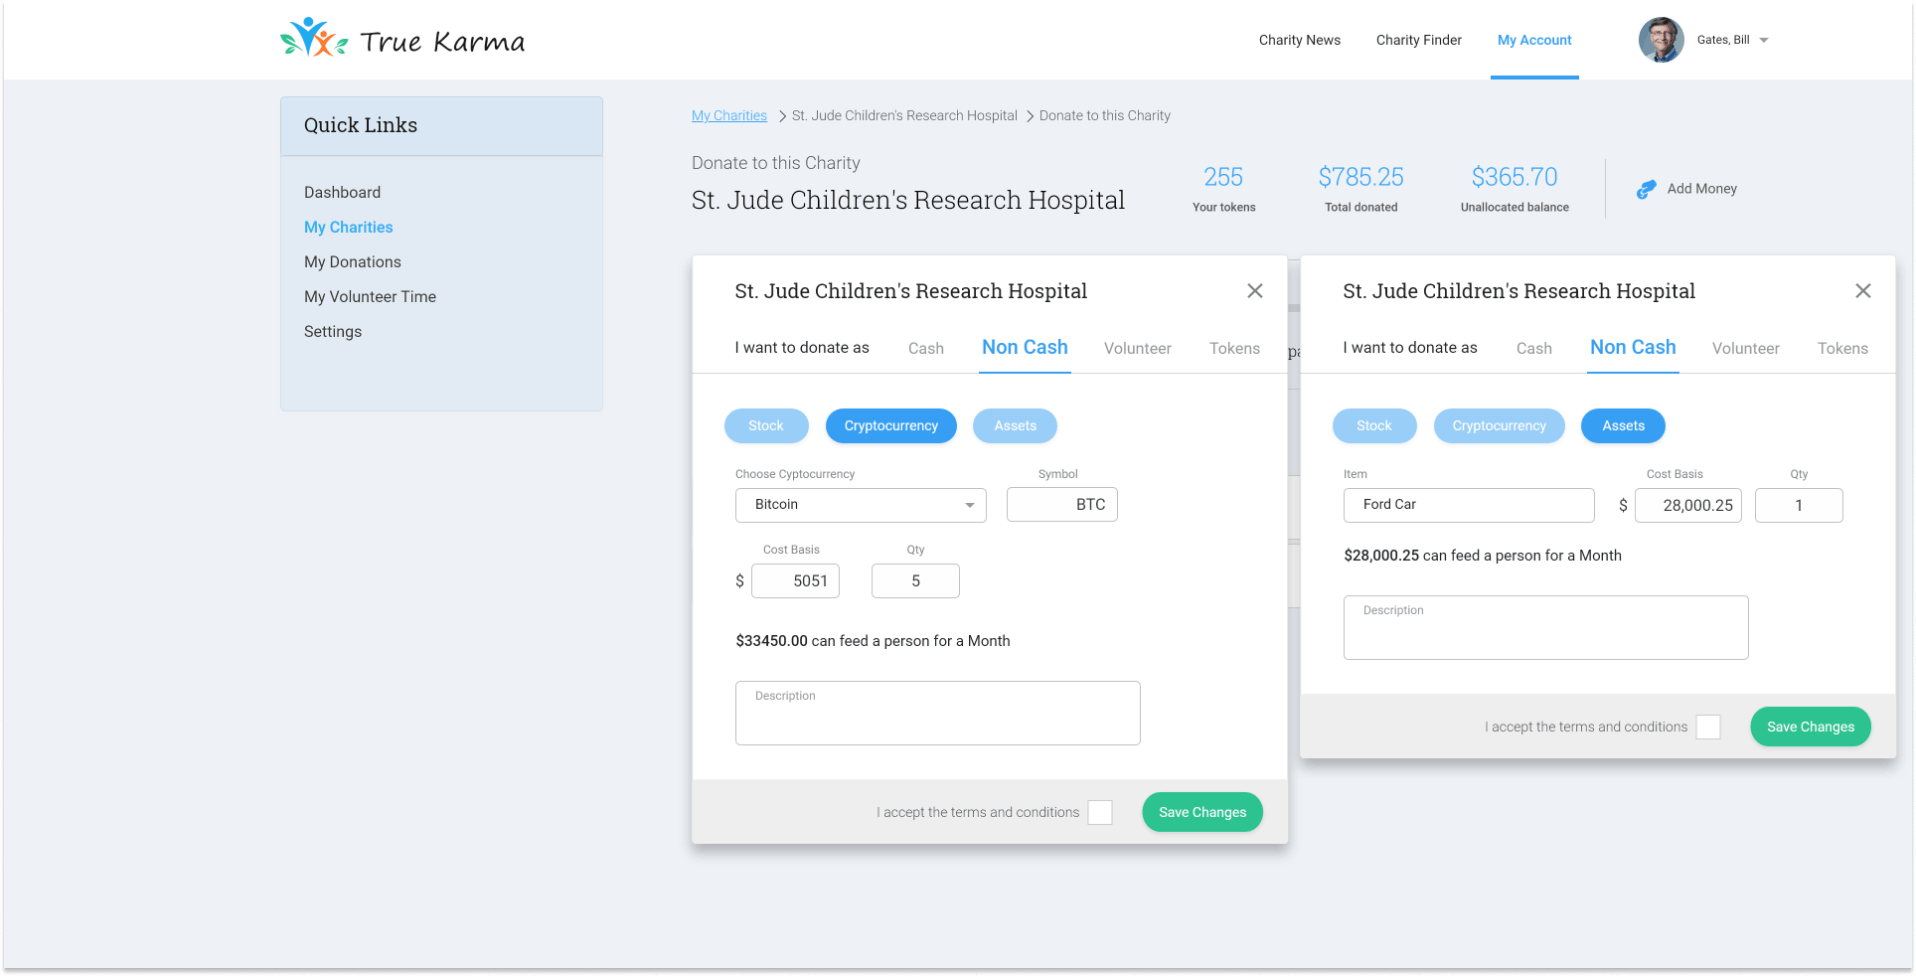 True Karma
Charity News
Charity Finder
My Account
Gates, Bill
Quick Links
Dashboard
My Charities
My Donations
My Volunteer Time
Settings
My Charities > St. Jude Children's Research Hospital > Donate to this Charity
Donate to this Charity
St. Jude Children's Research Hospital
255
Your tokens
$785.25
Total donated
$365.70
Unallocated balance
Add Money
St. Jude Children's Research Hospital
I want to donate as Cash Non Cash Volunteer Tokens
Stock Cryptocurrency Assets
Choose Cyptocurrency Symbol
Bitcoin BTC
Cost Basis Qty
$ 5051 5
$33450.00 can feed a person for a Month
Description
I accept the terms and conditions Save Changes
St. Jude Children's Research Hospital
I want to donate as Cash Non Cash Volunteer Tokens
Stock Cryptocurrency Assets
Item Cost Basis Qty
Ford Car $ 28,000.25 1
$28,000.25 can feed a person for a Month
Description
I accept the terms and conditions Save Changes